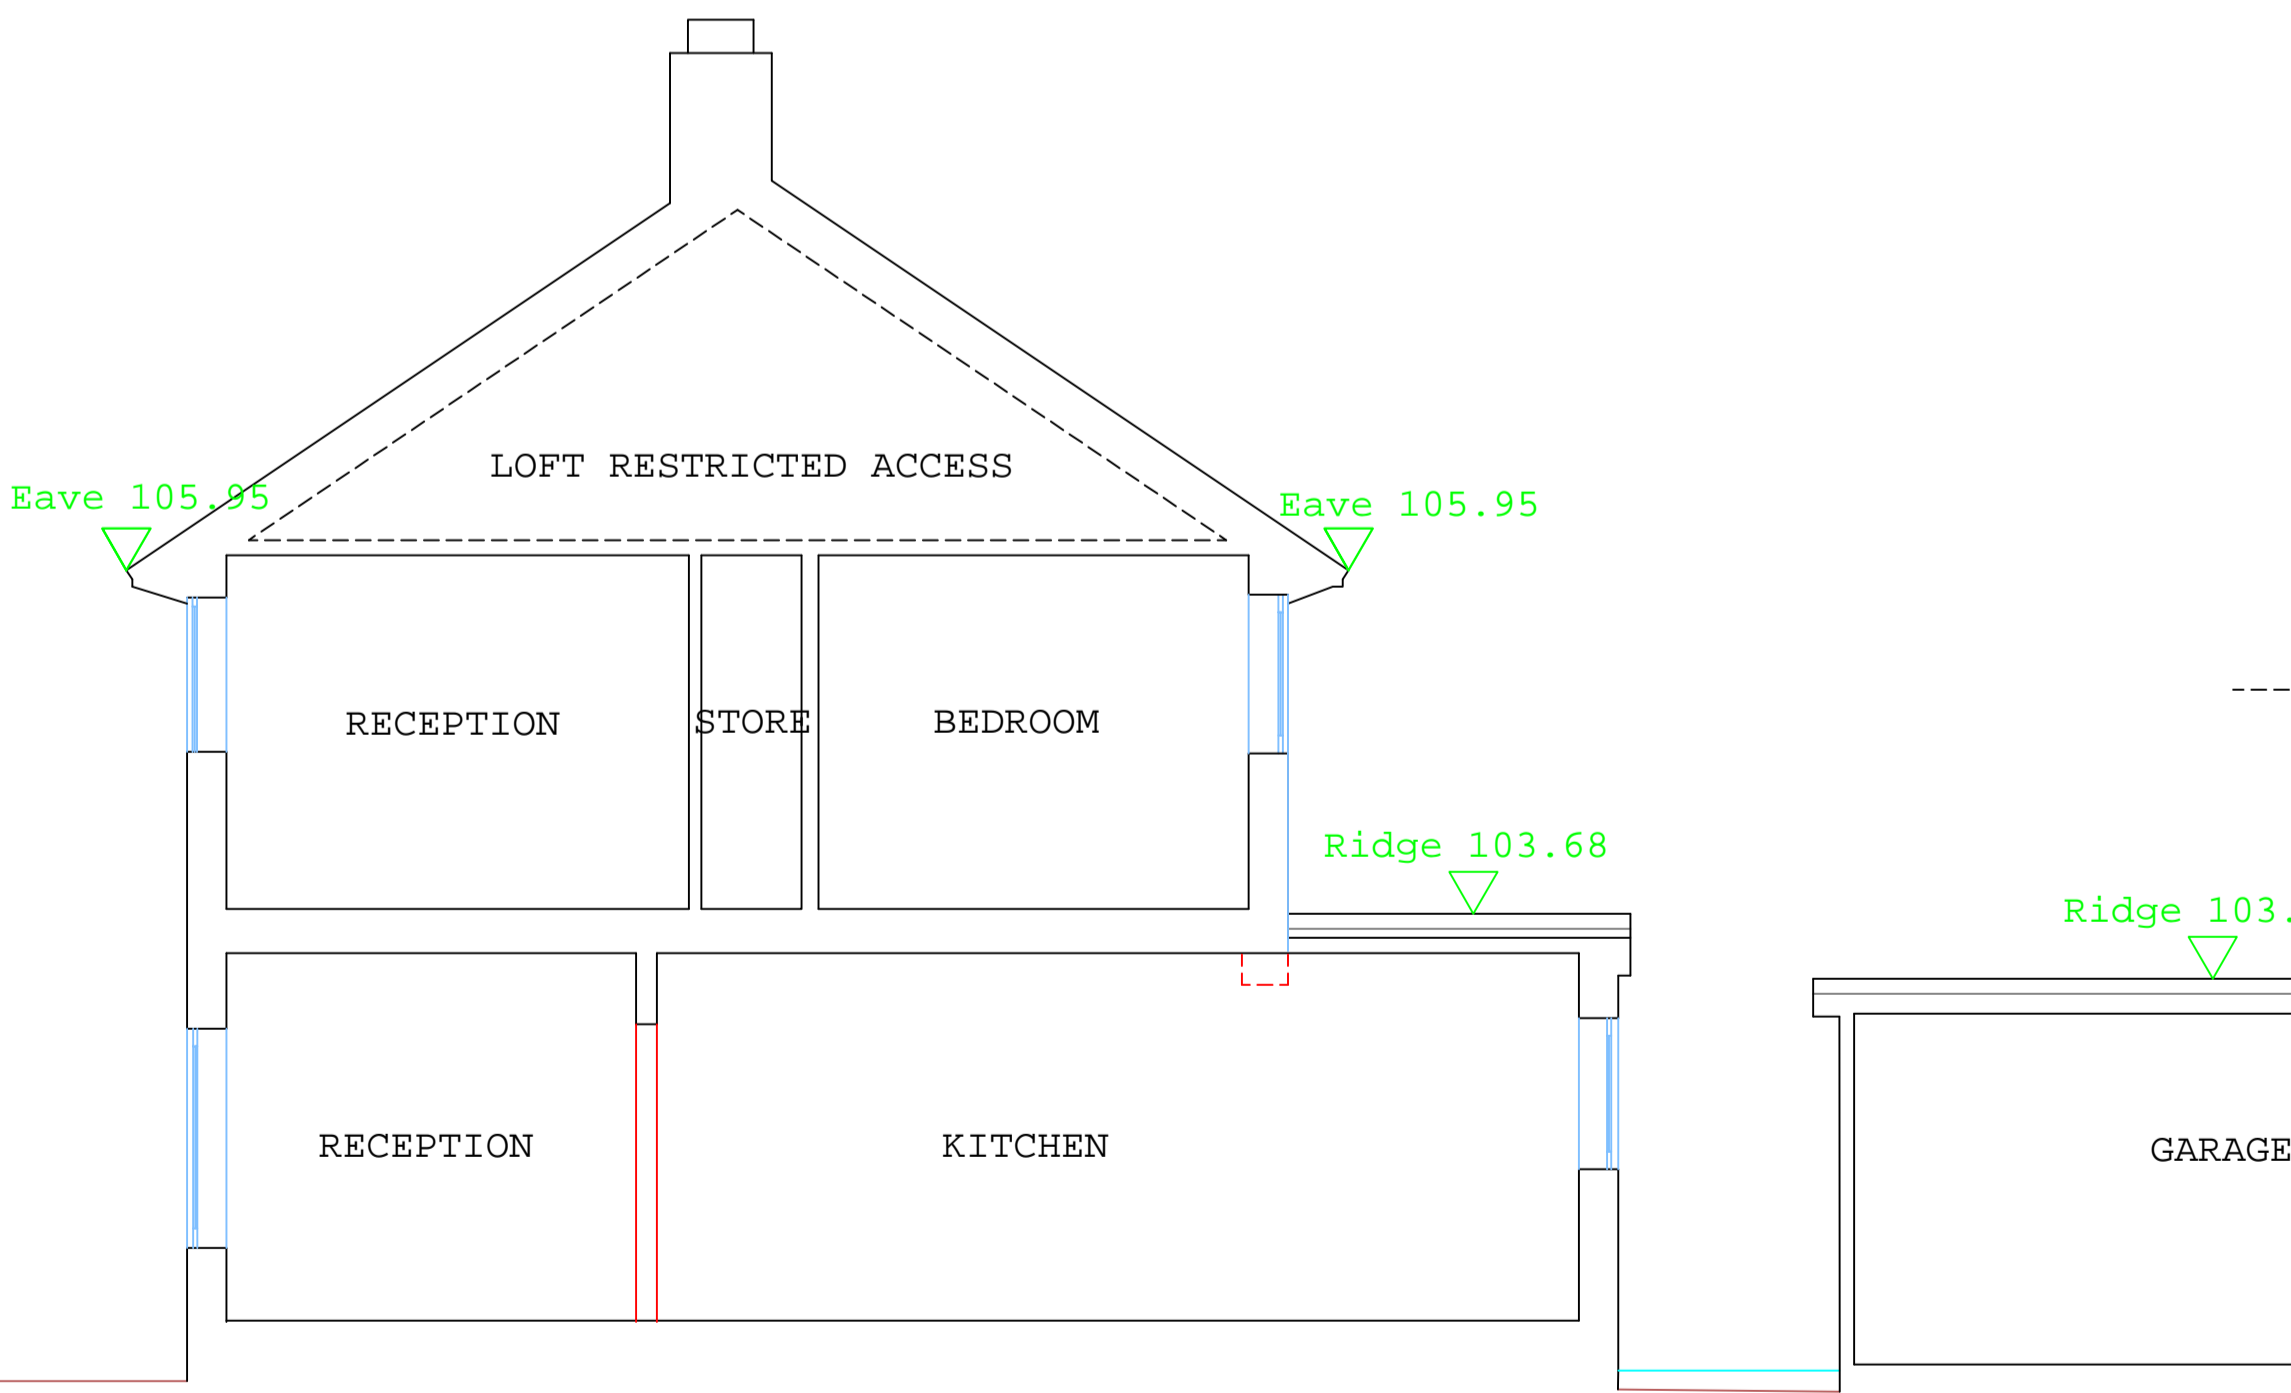 LOFT RESTRICTED ACCESS
Eave 105.95
Eave 105.95
RECEPTION
STORE
BEDROOM
Ridge 103.68
Ridge 103.
RECEPTION
KITCHEN
GARAGE